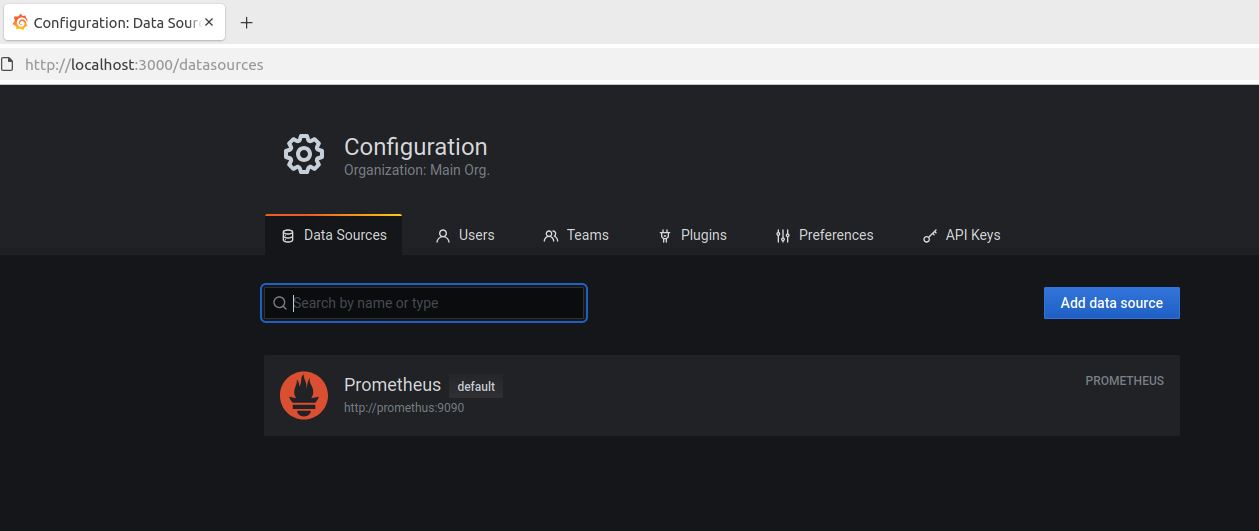 Configuration: Data Sour
http://localhost:3000/datasources
Configuration
Organization: Main Org.
Data Sources Users Teams Plugins Preferences API Keys
Search by name or type
Add data source
Prometheus default
PROMETHEUS
http://promethus:9090